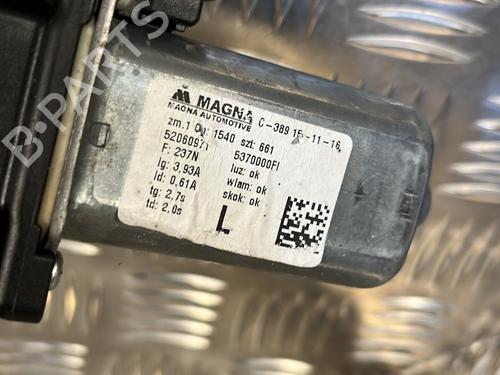 MAGNA
MAGNA AUTOMOTIVE
C-389 15-11-16
zm.1 Og: 1540 szt: 661
52060971 5370000FI
F: 237N luz: ok
Ig: 3,93A wlam: ok
Id: 0,61A skok: ok
tg: 2,7s
td: 2,0s
L
B-PARTS